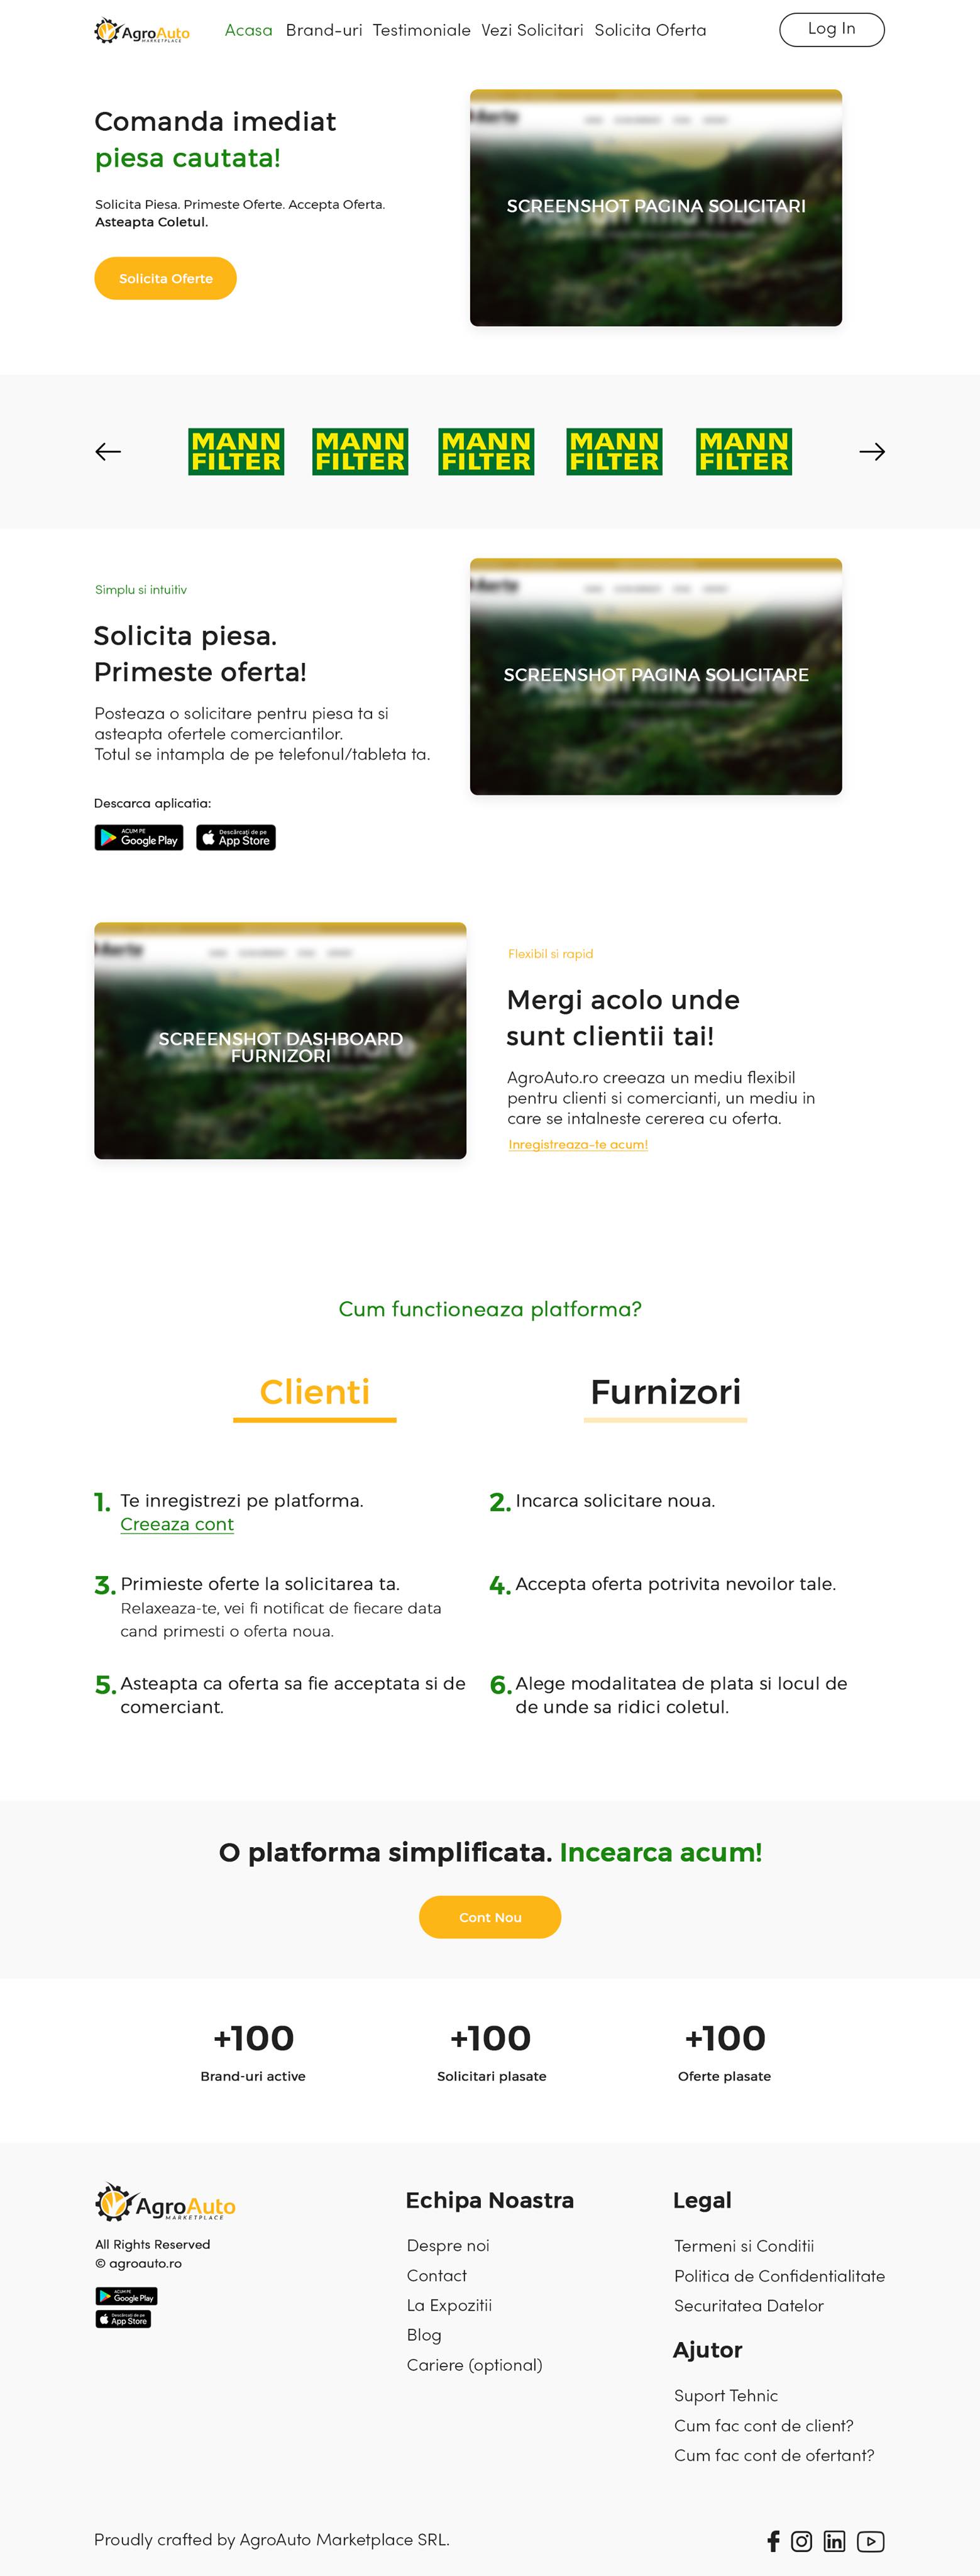 AgroAuto
MARKETPLACE
Acasa Brand-uri Testimoniale Vezi Solicitari Solicita Oferta
Log In
Comanda imediat
piesa cautata!
Solicita Piesa. Primeste Oferte. Accepta Oferta.
Asteapta Coletul.
Solicita Oferte
SCREENSHOT PAGINA SOLICITARI
MANN
FILTER
MANN
FILTER
MANN
FILTER
MANN
FILTER
MANN
FILTER
Simplu si intuitiv
Solicita piesa.
Primeste oferta!
Posteaza o solicitare pentru piesa ta si
asteapta ofertele comerciantilor.
Totul se intampla de pe telefonul/tableta ta.
Descarca aplicatia:
ACUM PE
Google Play
Descărcați de pe
App Store
SCREENSHOT PAGINA SOLICITARE
SCREENSHOT DASHBOARD
FURNIZORI
Flexibil si rapid
Mergi acolo unde
sunt clientii tai!
AgroAuto.ro creeaza un mediu flexibil
pentru clienti si comercianti, un mediu in
care se intalneste cererea cu oferta.
Inregistreaza-te acum!
Cum functioneaza platforma?
Clienti
Furnizori
1. Te inregistrezi pe platforma.
Creeaza cont
2. Incarca solicitare noua.
3. Primieste oferte la solicitarea ta.
Relaxeaza-te, vei fi notificat de fiecare data
cand primesti o oferta noua.
4. Accepta oferta potrivita nevoilor tale.
5. Asteapta ca oferta sa fie acceptata si de
comerciant.
6. Alege modalitatea de plata si locul de
de unde sa ridici coletul.
O platforma simplificata. Incearca acum!
Cont Nou
+100
Brand-uri active
+100
Solicitari plasate
+100
Oferte plasate
AgroAuto
MARKETPLACE
All Rights Reserved
© agroauto.ro
ACUM PE
Google Play
Descărcați de pe
App Store
Echipa Noastra
Despre noi
Contact
La Expozitii
Blog
Cariere (optional)
Legal
Termeni si Conditii
Politica de Confidentialitate
Securitatea Datelor
Ajutor
Suport Tehnic
Cum fac cont de client?
Cum fac cont de ofertant?
Proudly crafted by AgroAuto Marketplace SRL.